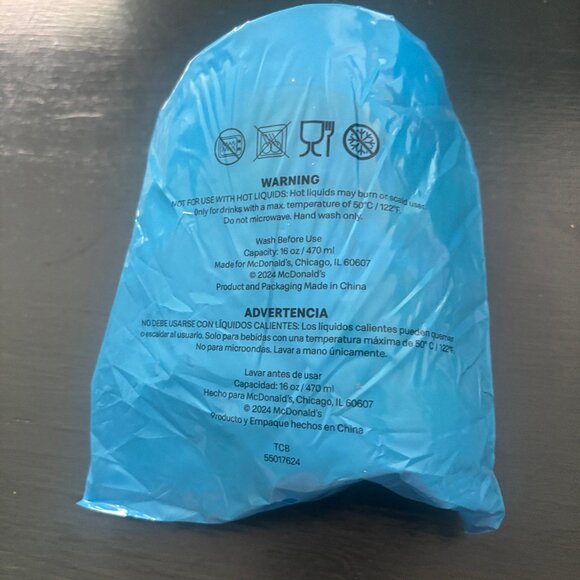 WARNING
NOT FOR USE WITH HOT LIQUIDS: Hot liquids may burn or scald user.
Only for drinks with a max. temperature of 50°C / 122°F.
Do not microwave. Hand wash only.
Wash Before Use
Capacity: 16 oz / 470 ml
Made for McDonald's, Chicago, IL 60607
© 2024 McDonald's
Product and Packaging Made in China
ADVERTENCIA
NO DEBE USARSE CON LÍQUIDOS CALIENTES: Los líquidos calientes pueden quemar
o escaldar al usuario. Solo para bebidas con una temperatura máxima de 50° C / 122°F.
No para microondas. Lavar a mano únicamente.
Lavar antes de usar
Capacidad: 16 oz / 470 ml
Hecho para McDonald's, Chicago, IL 60607
© 2024 McDonald's
Producto y Empaque hechos en China
TCB
55017624